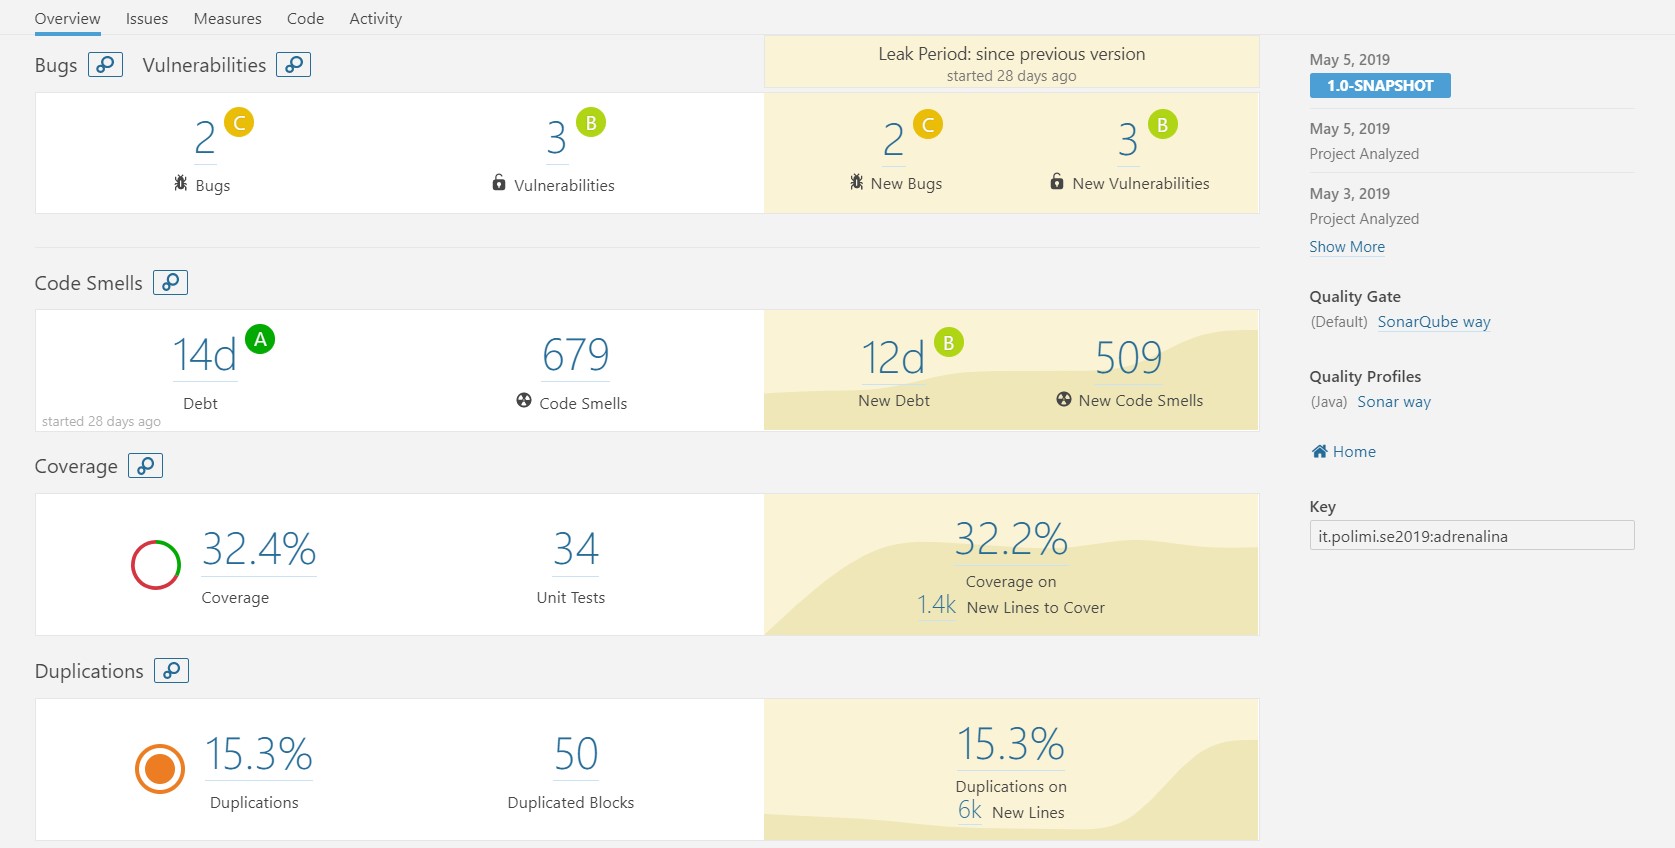 Overview Issues Measures Code Activity
Bugs Vulnerabilities
Leak Period: since previous version
started 28 days ago
2 C
Bugs
3 B
Vulnerabilities
2 C
New Bugs
3 B
New Vulnerabilities
Code Smells
14d A
Debt
started 28 days ago
679
Code Smells
12d B
New Debt
509
New Code Smells
Coverage
32.4%
Coverage
34
Unit Tests
32.2%
Coverage on
1.4k New Lines to Cover
Duplications
15.3%
Duplications
50
Duplicated Blocks
15.3%
Duplications on
6k New Lines
May 5, 2019
1.0-SNAPSHOT
May 5, 2019
Project Analyzed
May 3, 2019
Project Analyzed
Show More
Quality Gate
(Default) SonarQube way
Quality Profiles
(Java) Sonar way
Home
Key
it.polimi.se2019:adrenalina